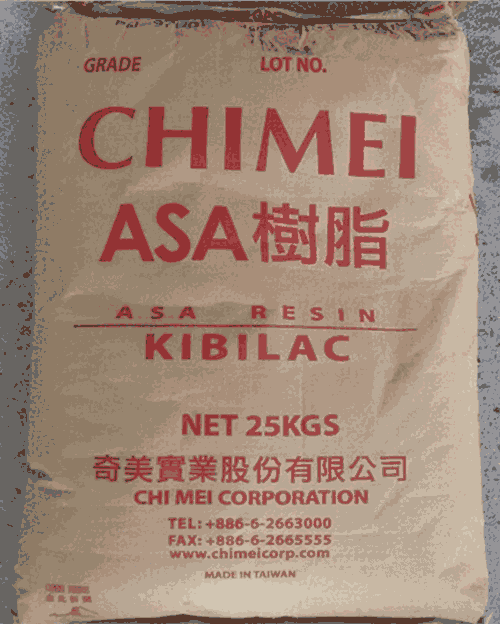 GRADE LOT NO.
CHIMEI
ASA樹脂
ASA RESIN
KIBILAC
NET 25KGS
奇美實業股份有限公司
CHI MEI CORPORATION
TEL: +886-6-2663000
FAX: +886-6-2665555
www.chimeicorp.com
MADE IN TAIWAN